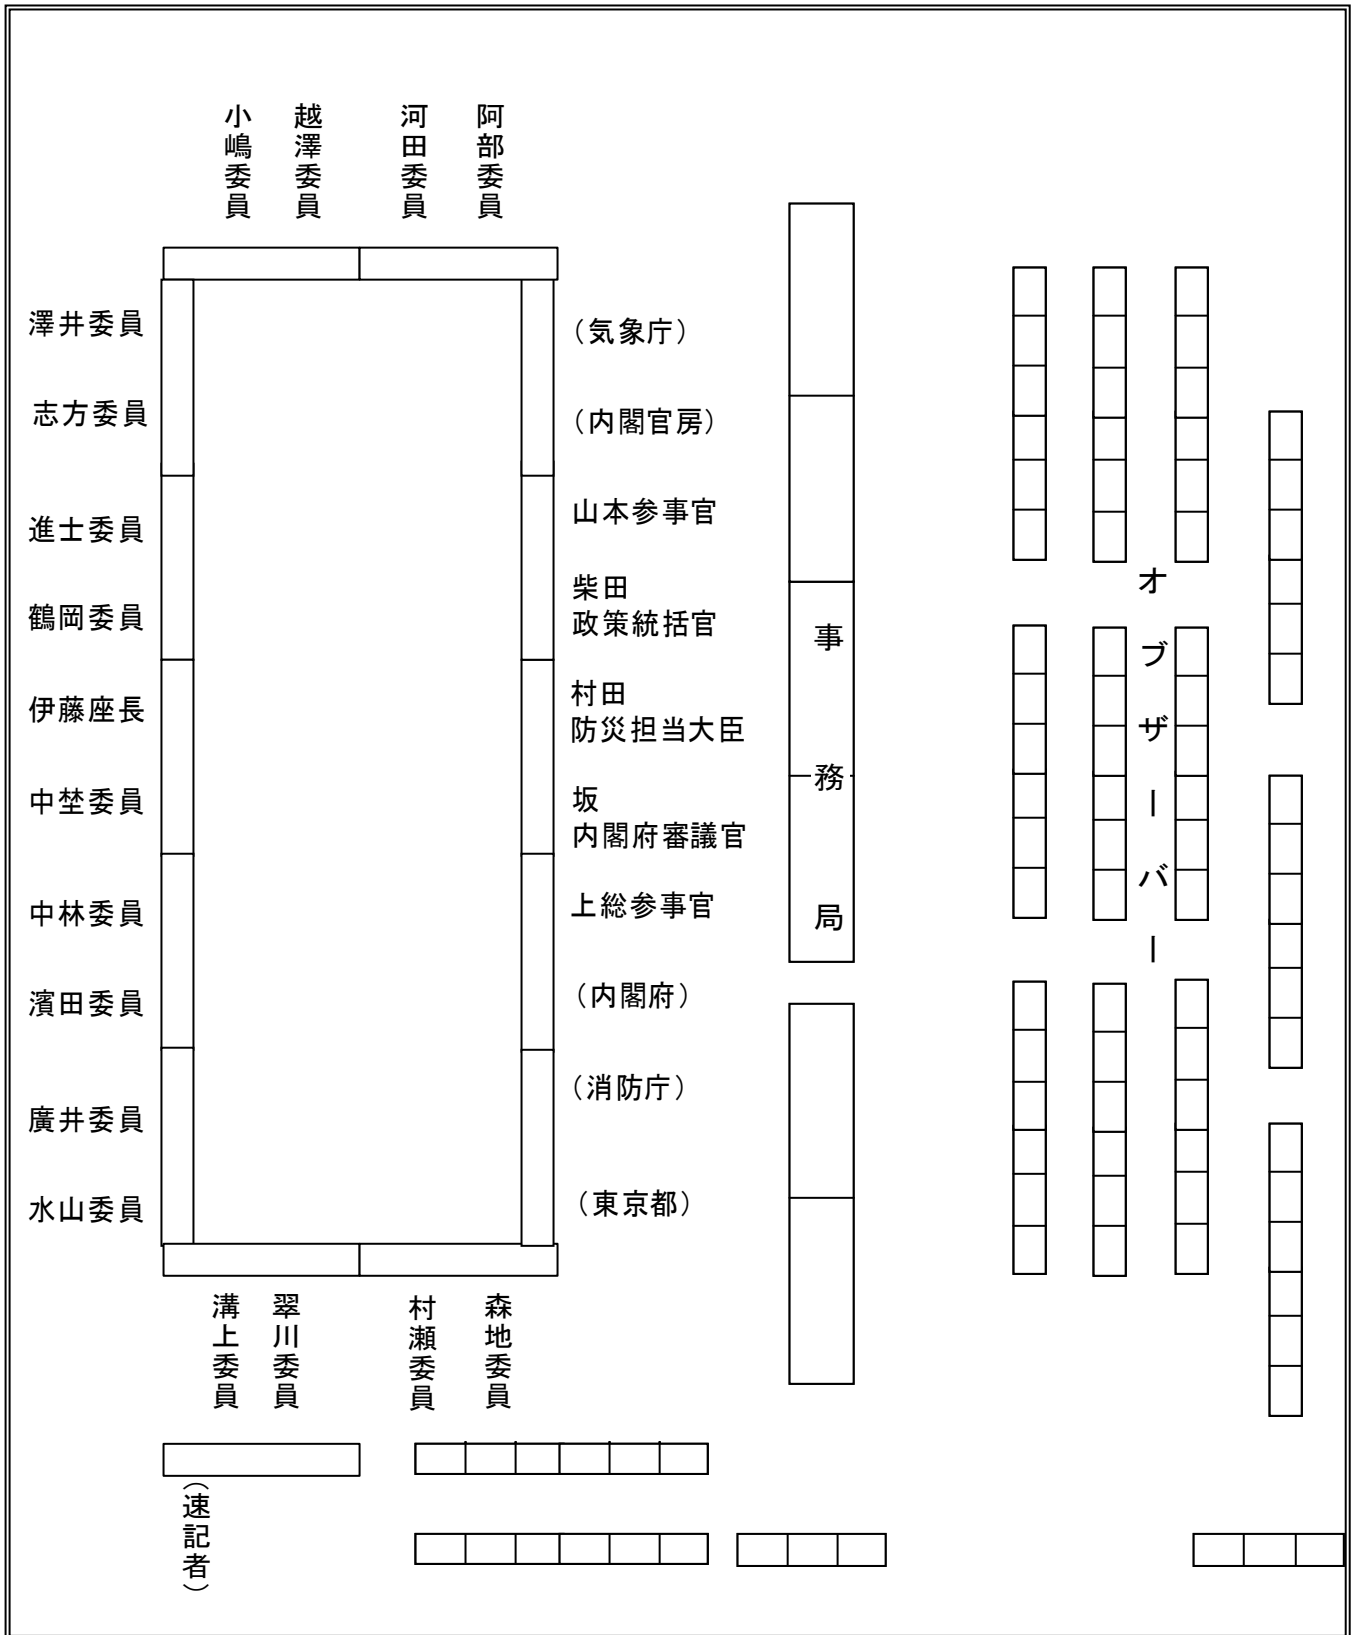 小嶋委員
越澤委員
河田委員
阿部委員
澤井委員
志方委員
進士委員
鶴岡委員
伊藤座長
中埜委員
中林委員
濱田委員
廣井委員
水山委員
（気象庁）
（内閣官房）
山本参事官
柴田
政策統括官
村田
防災担当大臣
坂
内閣府審議官
上総参事官
（内閣府）
（消防庁）
（東京都）
溝上委員
翠川委員
村瀬委員
森地委員
（速記者）
事務局
オブザーバー